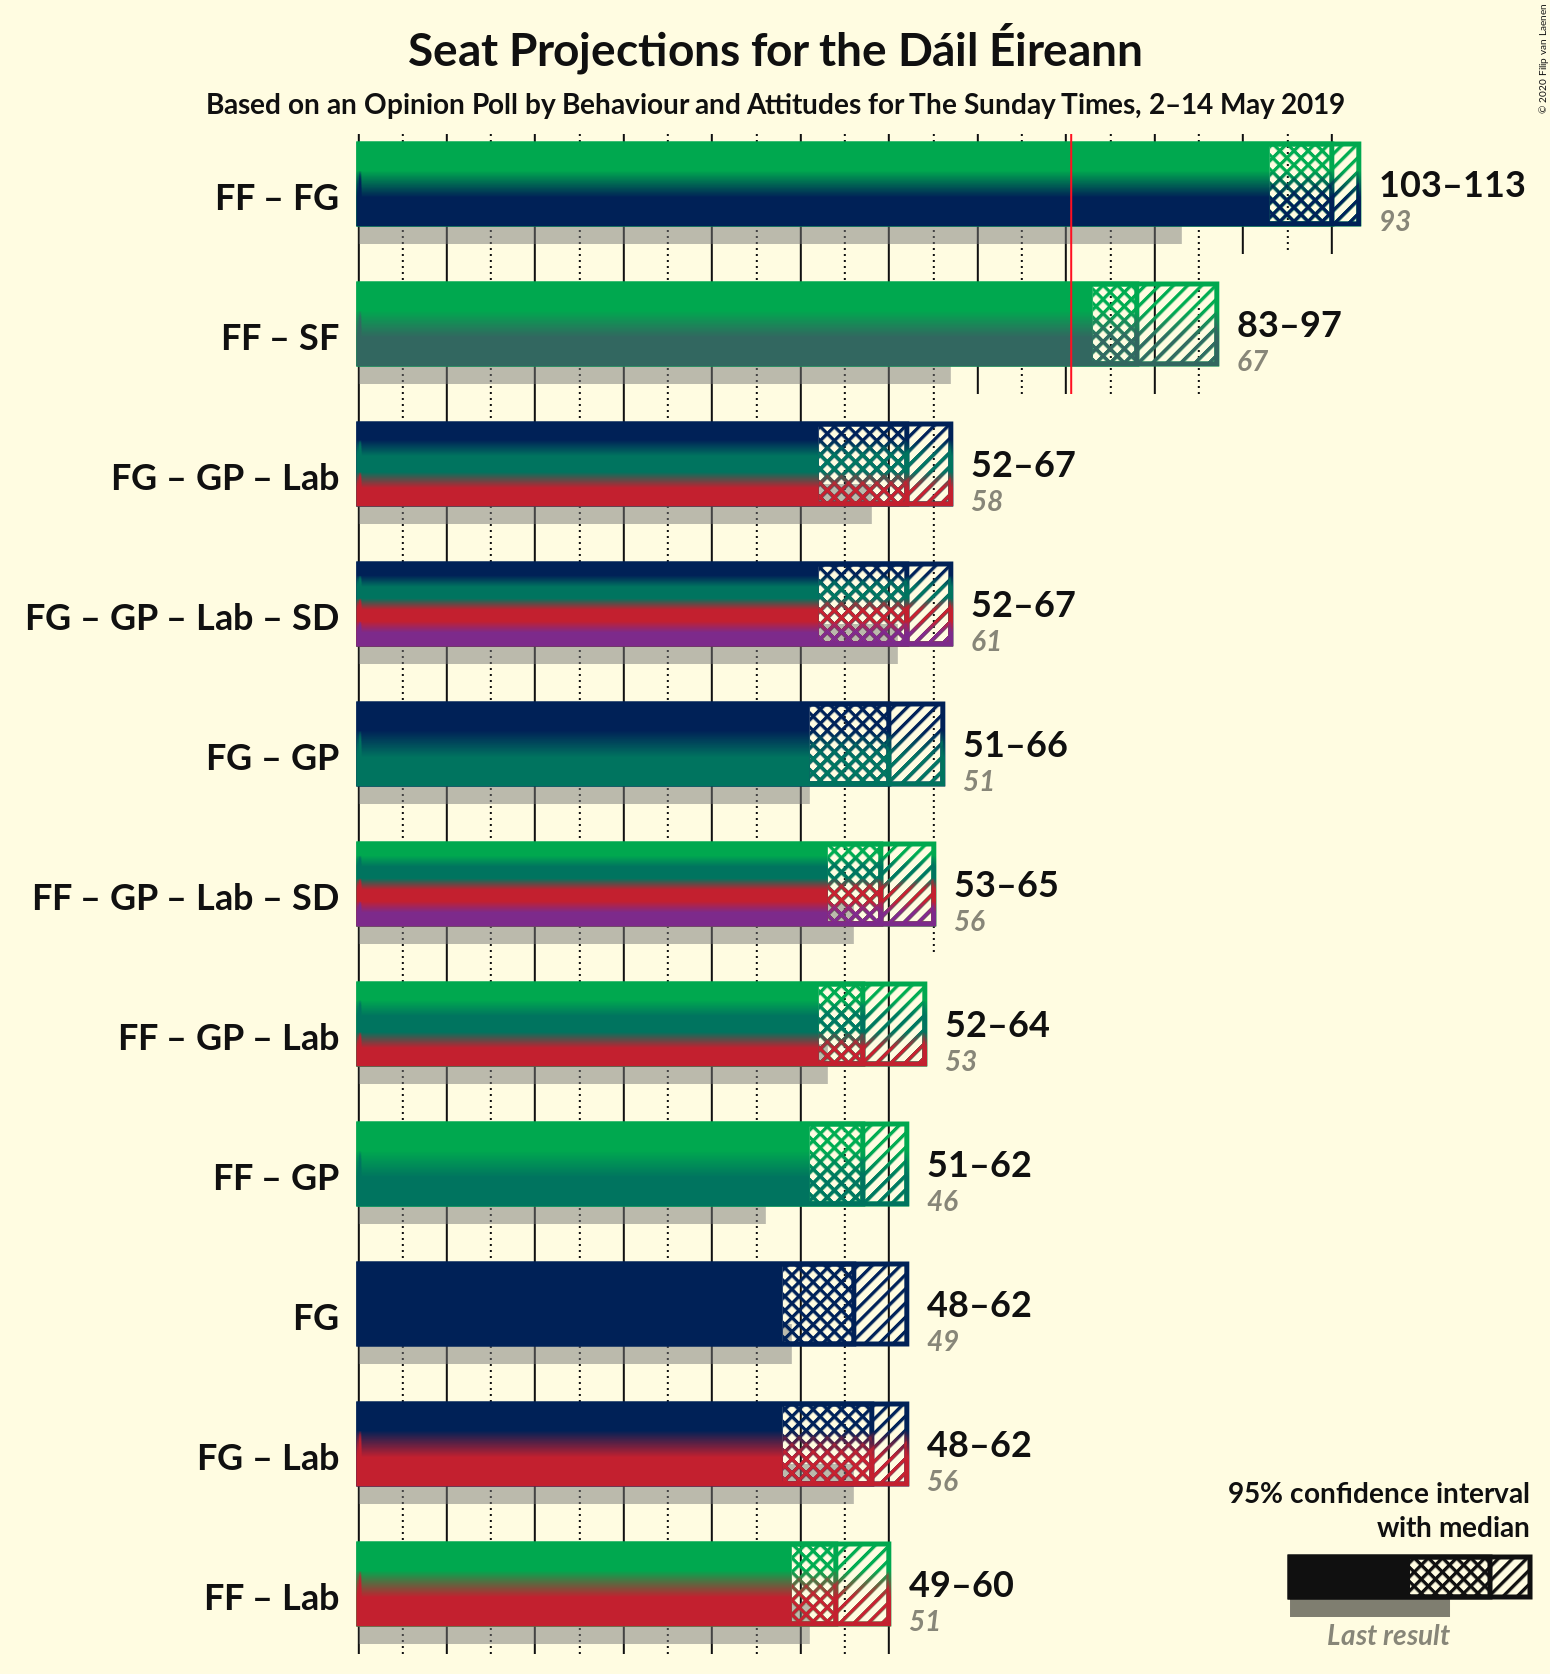 Seat Projections for the Dáil Éireann
Based on an Opinion Poll by Behaviour and Attitudes for The Sunday Times, 2–14 May 2019
© 2020 Filip van Laenen
FF – FG
103–113
93
FF – SF
83–97
67
FG – GP – Lab
52–67
58
FG – GP – Lab – SD
52–67
61
FG – GP
51–66
51
FF – GP – Lab – SD
53–65
56
FF – GP – Lab
52–64
53
FF – GP
51–62
46
FG
48–62
49
FG – Lab
48–62
56
FF – Lab
49–60
51
95% confidence interval
with median
Last result